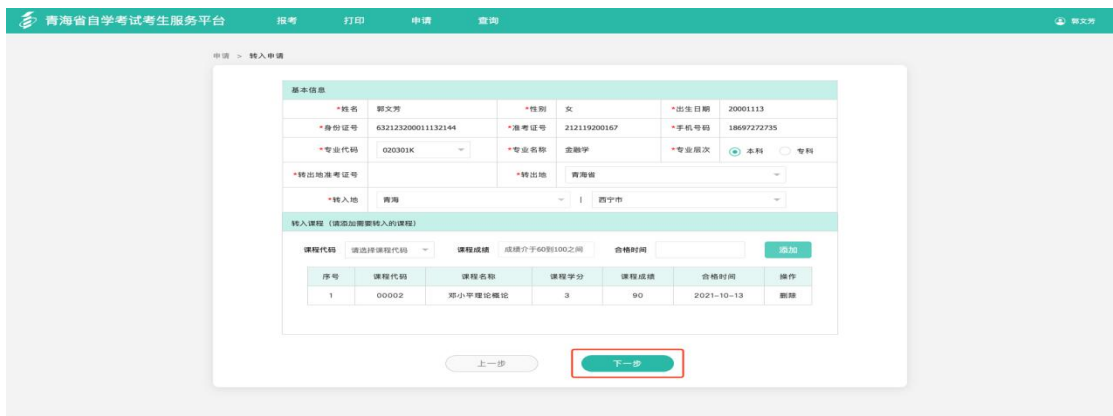 青海省自学考试考生服务平台 报考 打印 申请 查询 郭文芳
申请 > 转入申请
基本信息
*姓名 郭文芳 *性别 女 *出生日期 20001113
*身份证号 632123200011132144 *准考证号 212119200167 *手机号码 18697272735
*专业代码 020301K *专业名称 金融学 *专业层次 本科 专科
*转出地准考证号 *转出地 青海省
*转入地 青海 | 西宁市
转入课程（请添加需要转入的课程）
课程代码 请选择课程代码 课程成绩 成绩介于60到100之间 合格时间 添加
序号 课程代码 课程名称 课程学分 课程成绩 合格时间 操作
1 00002 邓小平理论概论 3 90 2021-10-13 删除
上一步 下一步